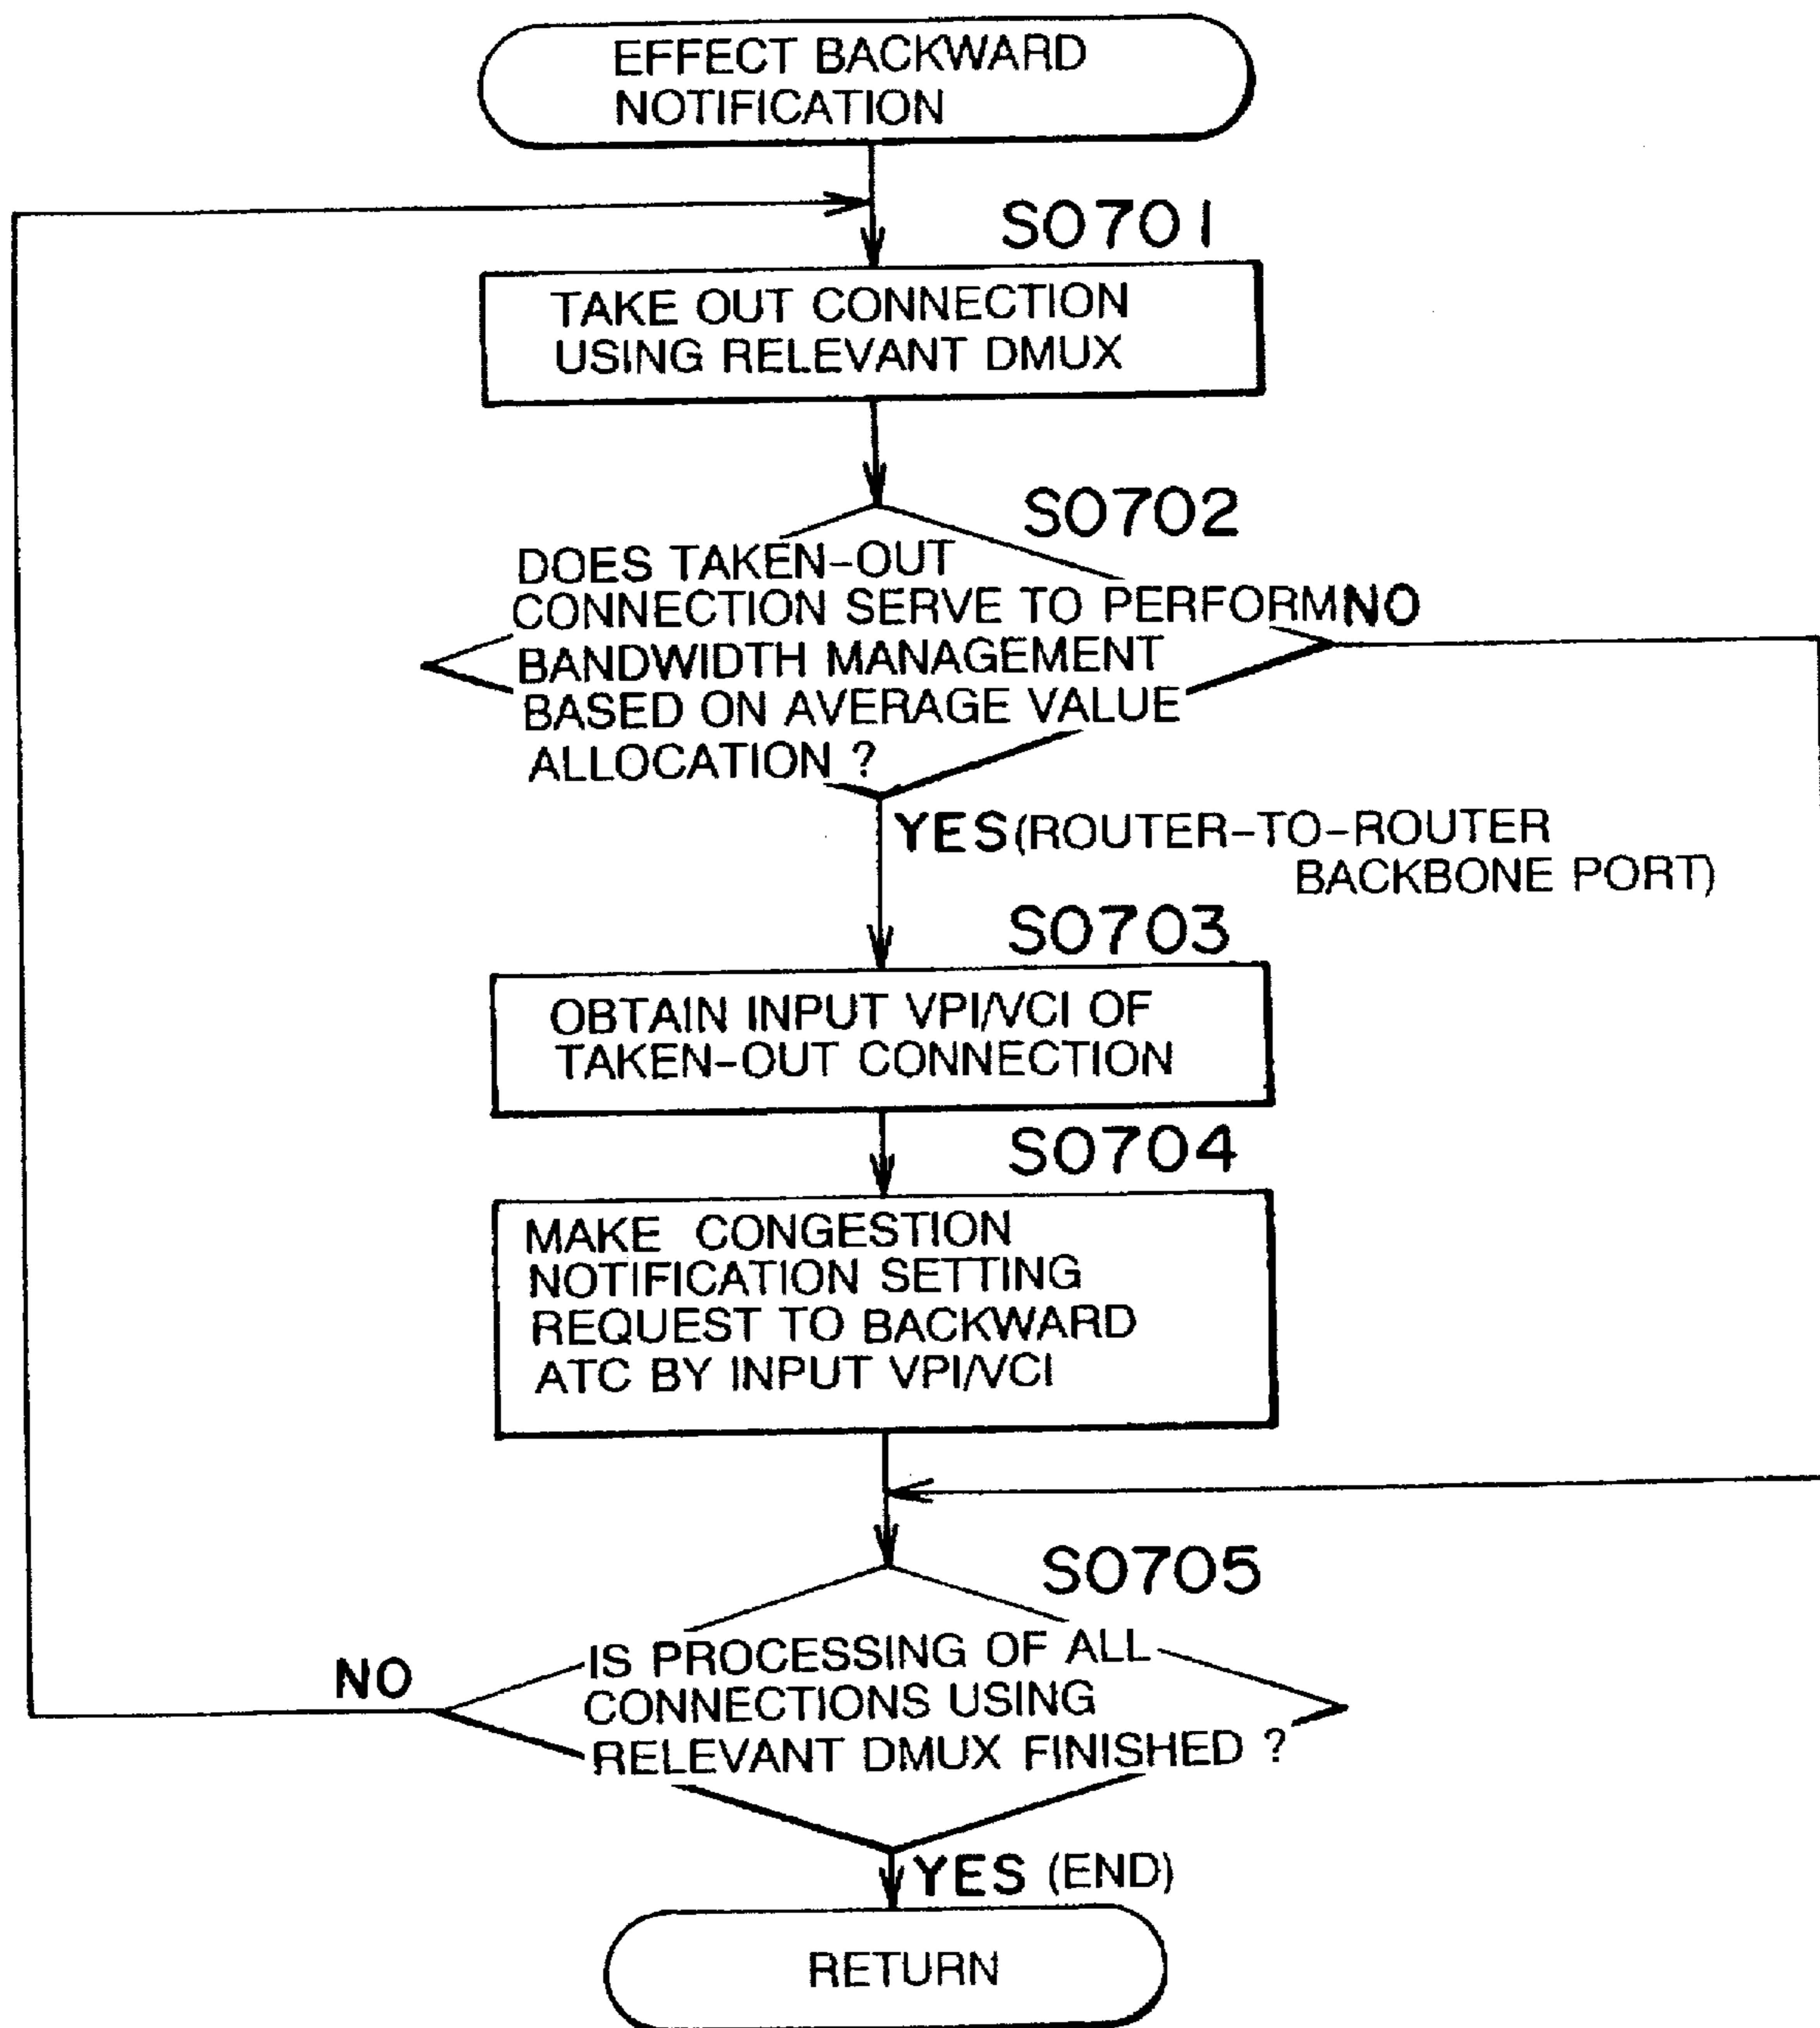 EFFECT BACKWARD
NOTIFICATION
S0701
TAKE OUT CONNECTION
USING RELEVANT DMUX
S0702
DOES TAKEN-OUT
CONNECTION SERVE TO PERFORM
NO
BANDWIDTH MANAGEMENT
BASED ON AVERAGE VALUE
ALLOCATION ?
YES (ROUTER-TO-ROUTER
BACKBONE PORT)
S0703
OBTAIN INPUT VPI/VCI OF
TAKEN-OUT CONNECTION
S0704
MAKE CONGESTION
NOTIFICATION SETTING
REQUEST TO BACKWARD
ATC BY INPUT VPI/VCI
S0705
IS PROCESSING OF ALL
NO
CONNECTIONS USING
RELEVANT DMUX FINISHED ?
YES (END)
RETURN